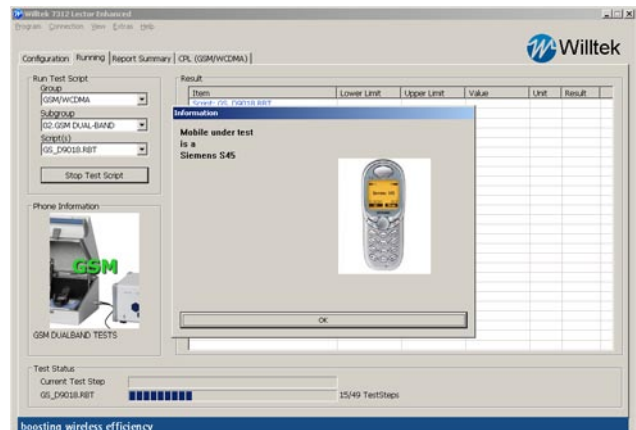 Willtek 7312 Lector Enhanced
Program Connection View Extras Help
Willtek
Configuration Running Report Summary CPL (GSM/WCDMA)
Run Test Script
Group
GSM/WCDMA
Subgroup
02.GSM DUAL-BAND
Script(s)
GS_D9018.RBT
Stop Test Script
Phone Information
GSM
GSM DUALBAND TESTS
Result
Item Lower Limit Upper Limit Value Unit Result
Script: GS_D9018.RBT
Information
Mobile under test
is a
Siemens S45
OK
Test Status
Current Test Step
GS_D9018.RBT 15/49 TestSteps
boosting wireless efficiency